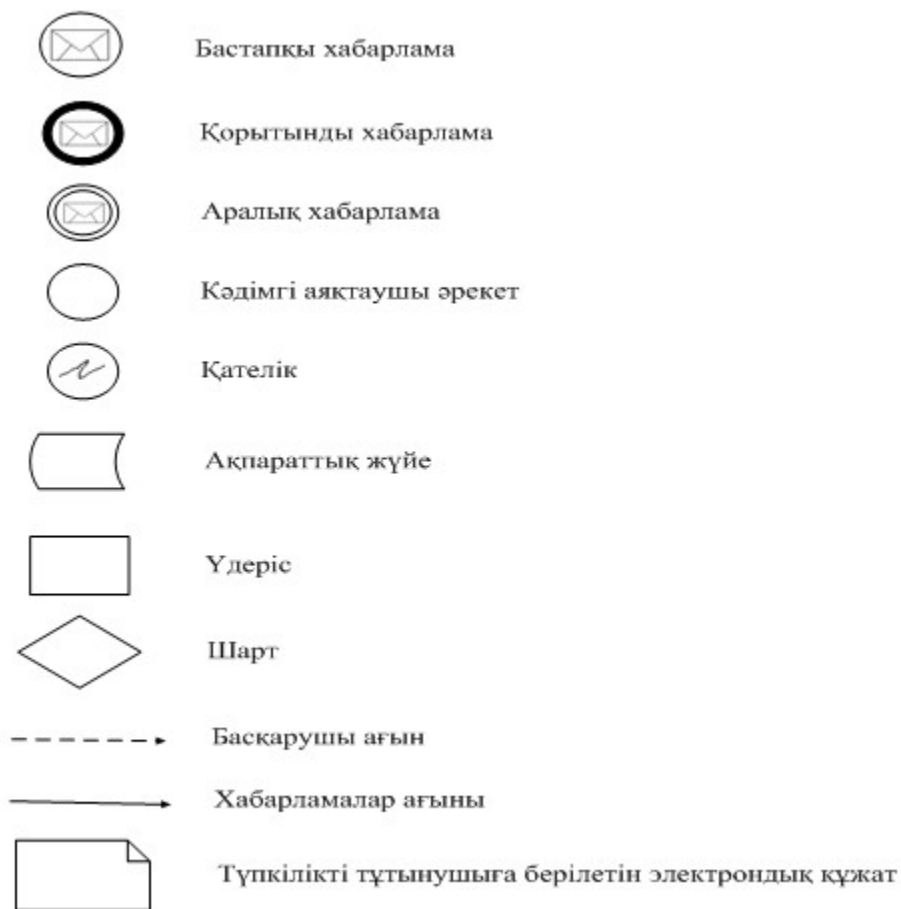 Бастапқы хабарлама
Қорытынды хабарлама
Аралық хабарлама
Кәдімгі аяқтаушы әрекет
Қателік
Ақпараттық жүйе
Үдеріс
Шарт
Басқарушы ағын
Хабарламалар ағыны
Түпкілікті тұтынушыға берілетін электрондық құжат